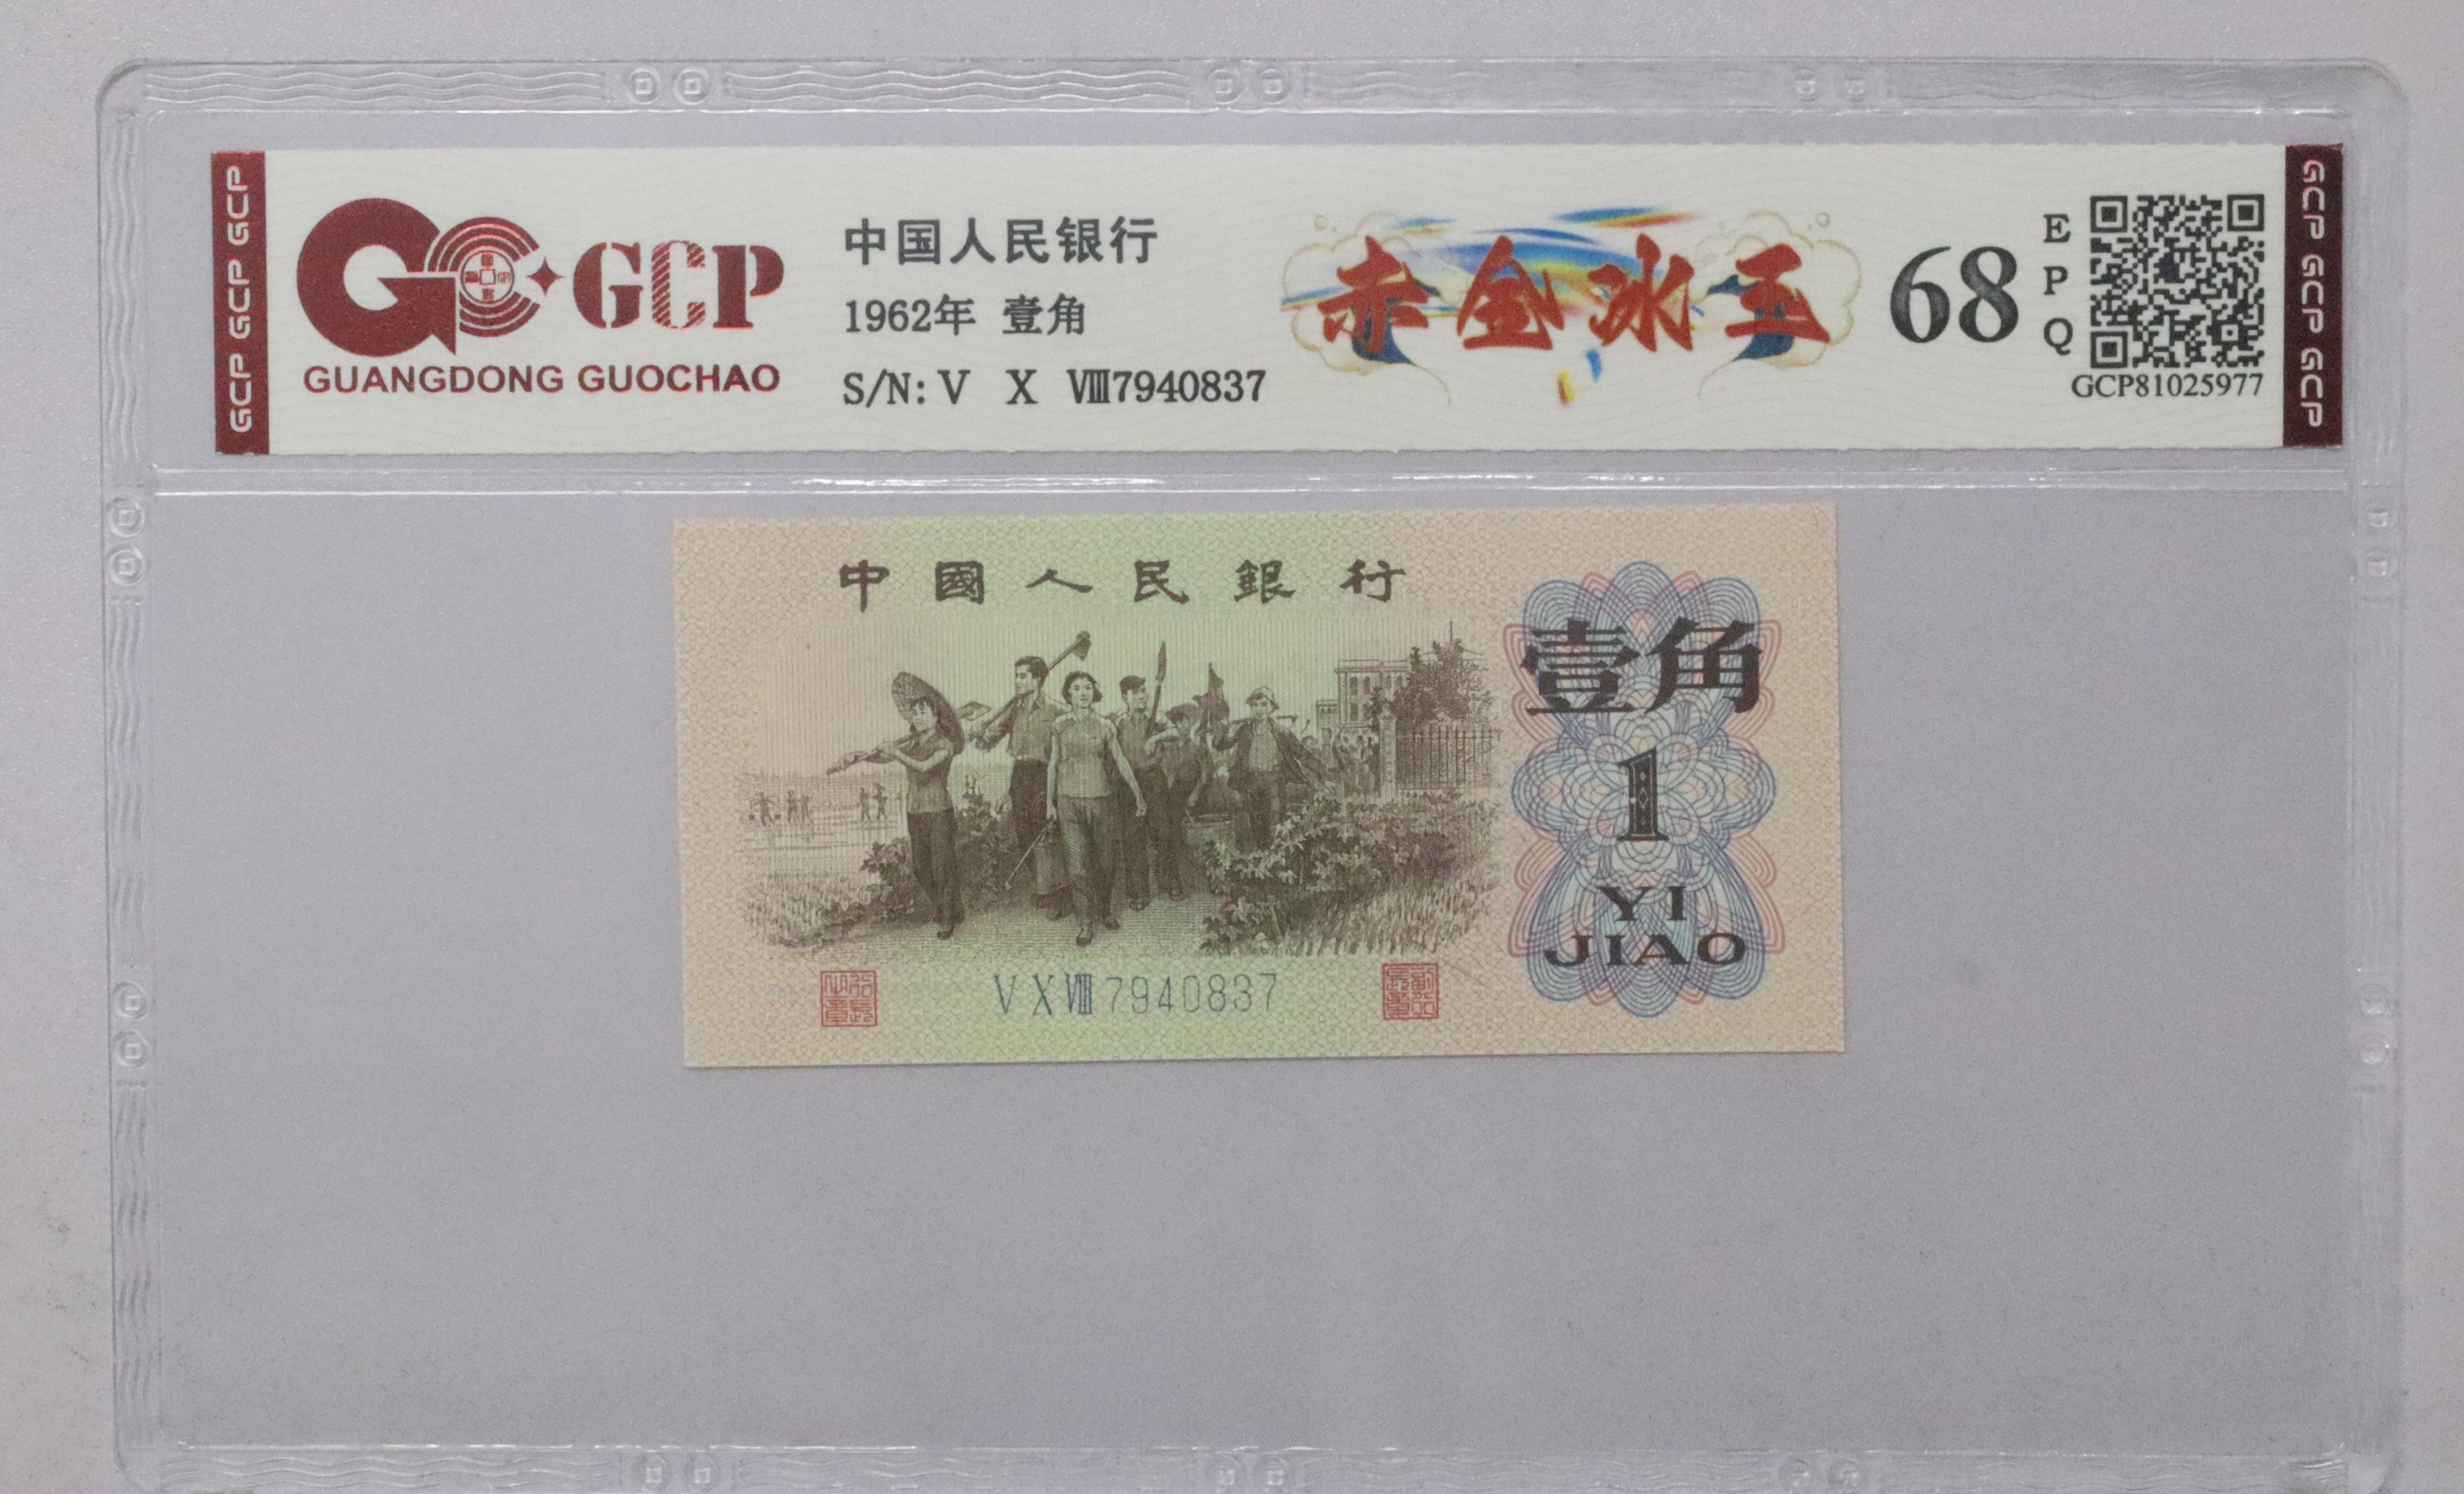 GCP GCP GCP
GCP
GUANGDONG GUOCHAO
中国人民银行
1962年 壹角
S/N: V X Ⅷ7940837
赤金冰玉
68
EPQ
GCP81025977
GCP GCP GCP
中國人民銀行
壹角
1
YI
JIAO
V X Ⅷ 7940837